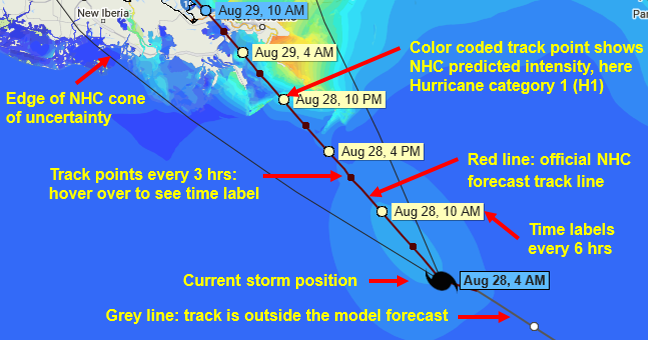 Aug 29, 10 AM
New Iberia
New Orleans
Pa
Aug 29, 4 AM
Color coded track point shows
NHC predicted intensity, here
Hurricane category 1 (H1)
Edge of NHC cone
of uncertainty
Aug 28, 10 PM
Aug 28, 4 PM
Track points every 3 hrs:
hover over to see time label
Red line: official NHC
forecast track line
Aug 28, 10 AM
Time labels
every 6 hrs
Current storm position
Aug 28, 4 AM
Grey line: track is outside the model forecast